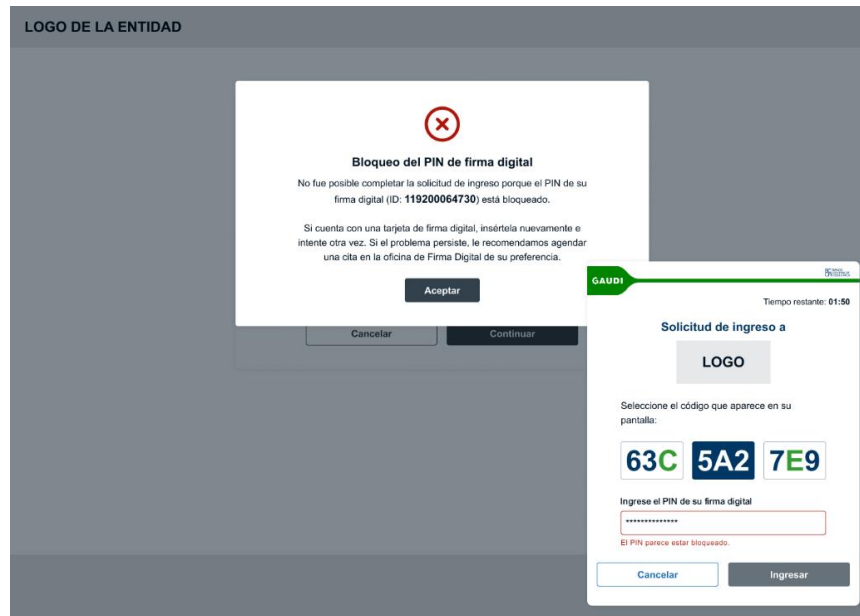 LOGO DE LA ENTIDAD
Bloqueo del PIN de firma digital
No fue posible completar la solicitud de ingreso porque el PIN de su
firma digital (ID: 119200064730) está bloqueado.
Si cuenta con una tarjeta de firma digital, insértela nuevamente e
intente otra vez. Si el problema persiste, le recomendamos agendar
una cita en la oficina de Firma Digital de su preferencia.
Aceptar
Cancelar
Continuar
GAUDI
Tiempo restante: 01:50
Solicitud de ingreso a
LOGO
Seleccione el código que aparece en su
pantalla:
63C 5A2 7E9
Ingrese el PIN de su firma digital
**************
El PIN parece estar bloqueado.
Cancelar
Ingresar